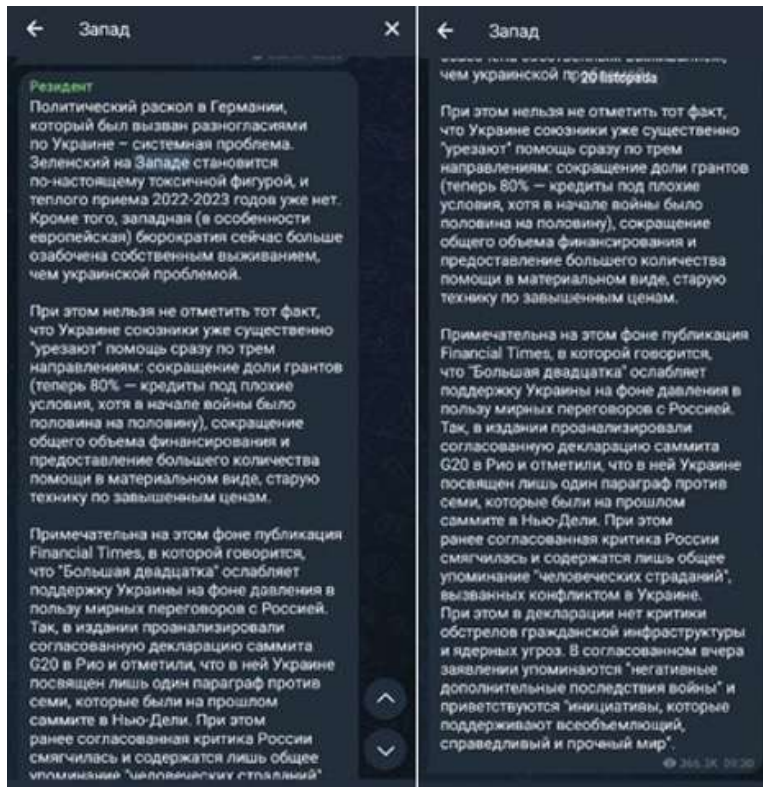 Запад
Резидент
Политический раскол в Германии,
который был вызван разногласиями
по Украине – системная проблема.
Зеленский на Западе становится
по-настоящему токсичной фигурой, и
теплого приема 2022-2023 годов уже нет.
Кроме того, западная (в особенности
европейская) бюрократия сейчас больше
озабочена собственным выживанием,
чем украинской проблемой.
При этом нельзя не отметить тот факт,
что Украине союзники уже существенно
"урезают" помощь сразу по трем
направлениям: сокращение доли грантов
(теперь 80% — кредиты под плохие
условия, хотя в начале войны было
половина на половину), сокращение
общего объема финансирования и
предоставление большего количества
помощи в материальном виде, старую
технику по завышенным ценам.
Примечательна на этом фоне публикация
Financial Times, в которой говорится,
что "Большая двадцатка" ослабляет
поддержку Украины на фоне давления в
пользу мирных переговоров с Россией.
Так, в издании проанализировали
согласованную декларацию саммита
G20 в Рио и отметили, что в ней Украине
посвящен лишь один параграф против
семи, которые были на прошлом
саммите в Нью-Дели. При этом
ранее согласованная критика России
смягчилась и содержатся лишь общее
упоминание "человеческих страданий"
Запад
чем украинской
20 listopada
При этом нельзя не отметить тот факт,
что Украине союзники уже существенно
"урезают" помощь сразу по трем
направлениям: сокращение доли грантов
(теперь 80% — кредиты под плохие
условия, хотя в начале войны было
половина на половину), сокращение
общего объема финансирования и
предоставление большего количества
помощи в материальном виде, старую
технику по завышенным ценам.
Примечательна на этом фоне публикация
Financial Times, в которой говорится,
что "Большая двадцатка" ослабляет
поддержку Украины на фоне давления в
пользу мирных переговоров с Россией.
Так, в издании проанализировали
согласованную декларацию саммита
G20 в Рио и отметили, что в ней Украине
посвящен лишь один параграф против
семи, которые были на прошлом
саммите в Нью-Дели. При этом
ранее согласованная критика России
смягчилась и содержатся лишь общее
упоминание "человеческих страданий",
вызванных конфликтом в Украине.
При этом в декларации нет критики
обстрелов гражданской инфраструктуры
и ядерных угроз. В согласованном вчера
заявлении упоминаются "негативные
дополнительные последствия войны" и
приветствуются "инициативы, которые
поддерживают всеобъемлющий,
справедливый и прочный мир".